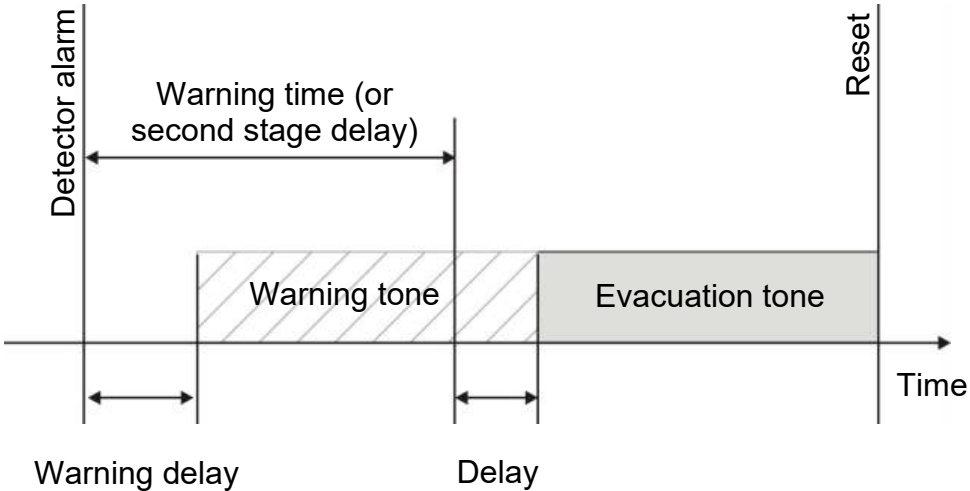 Detector alarm
Warning time (or
second stage delay)
Reset
Warning tone
Evacuation tone
Time
Warning delay
Delay